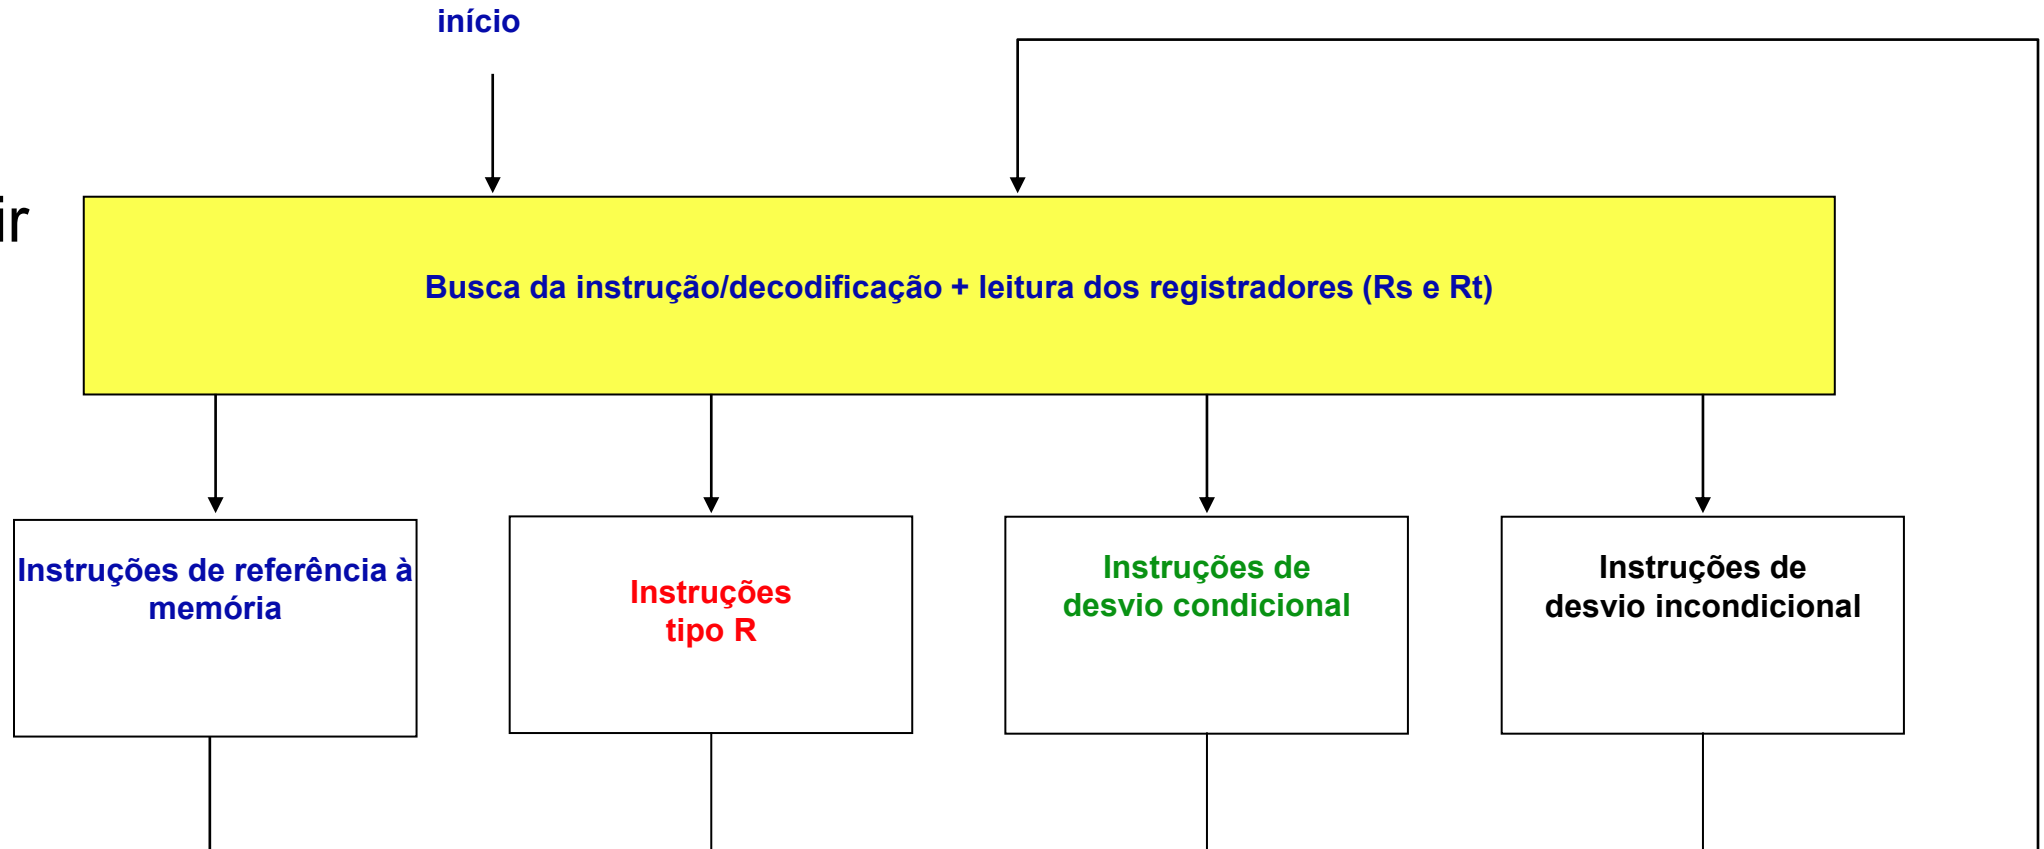 início
ir
Busca da instrução/decodificação + leitura dos registradores (Rs e Rt)
Instruções de referência à
memória
Instruções
tipo R
Instruções de
desvio condicional
Instruções de
desvio incondicional